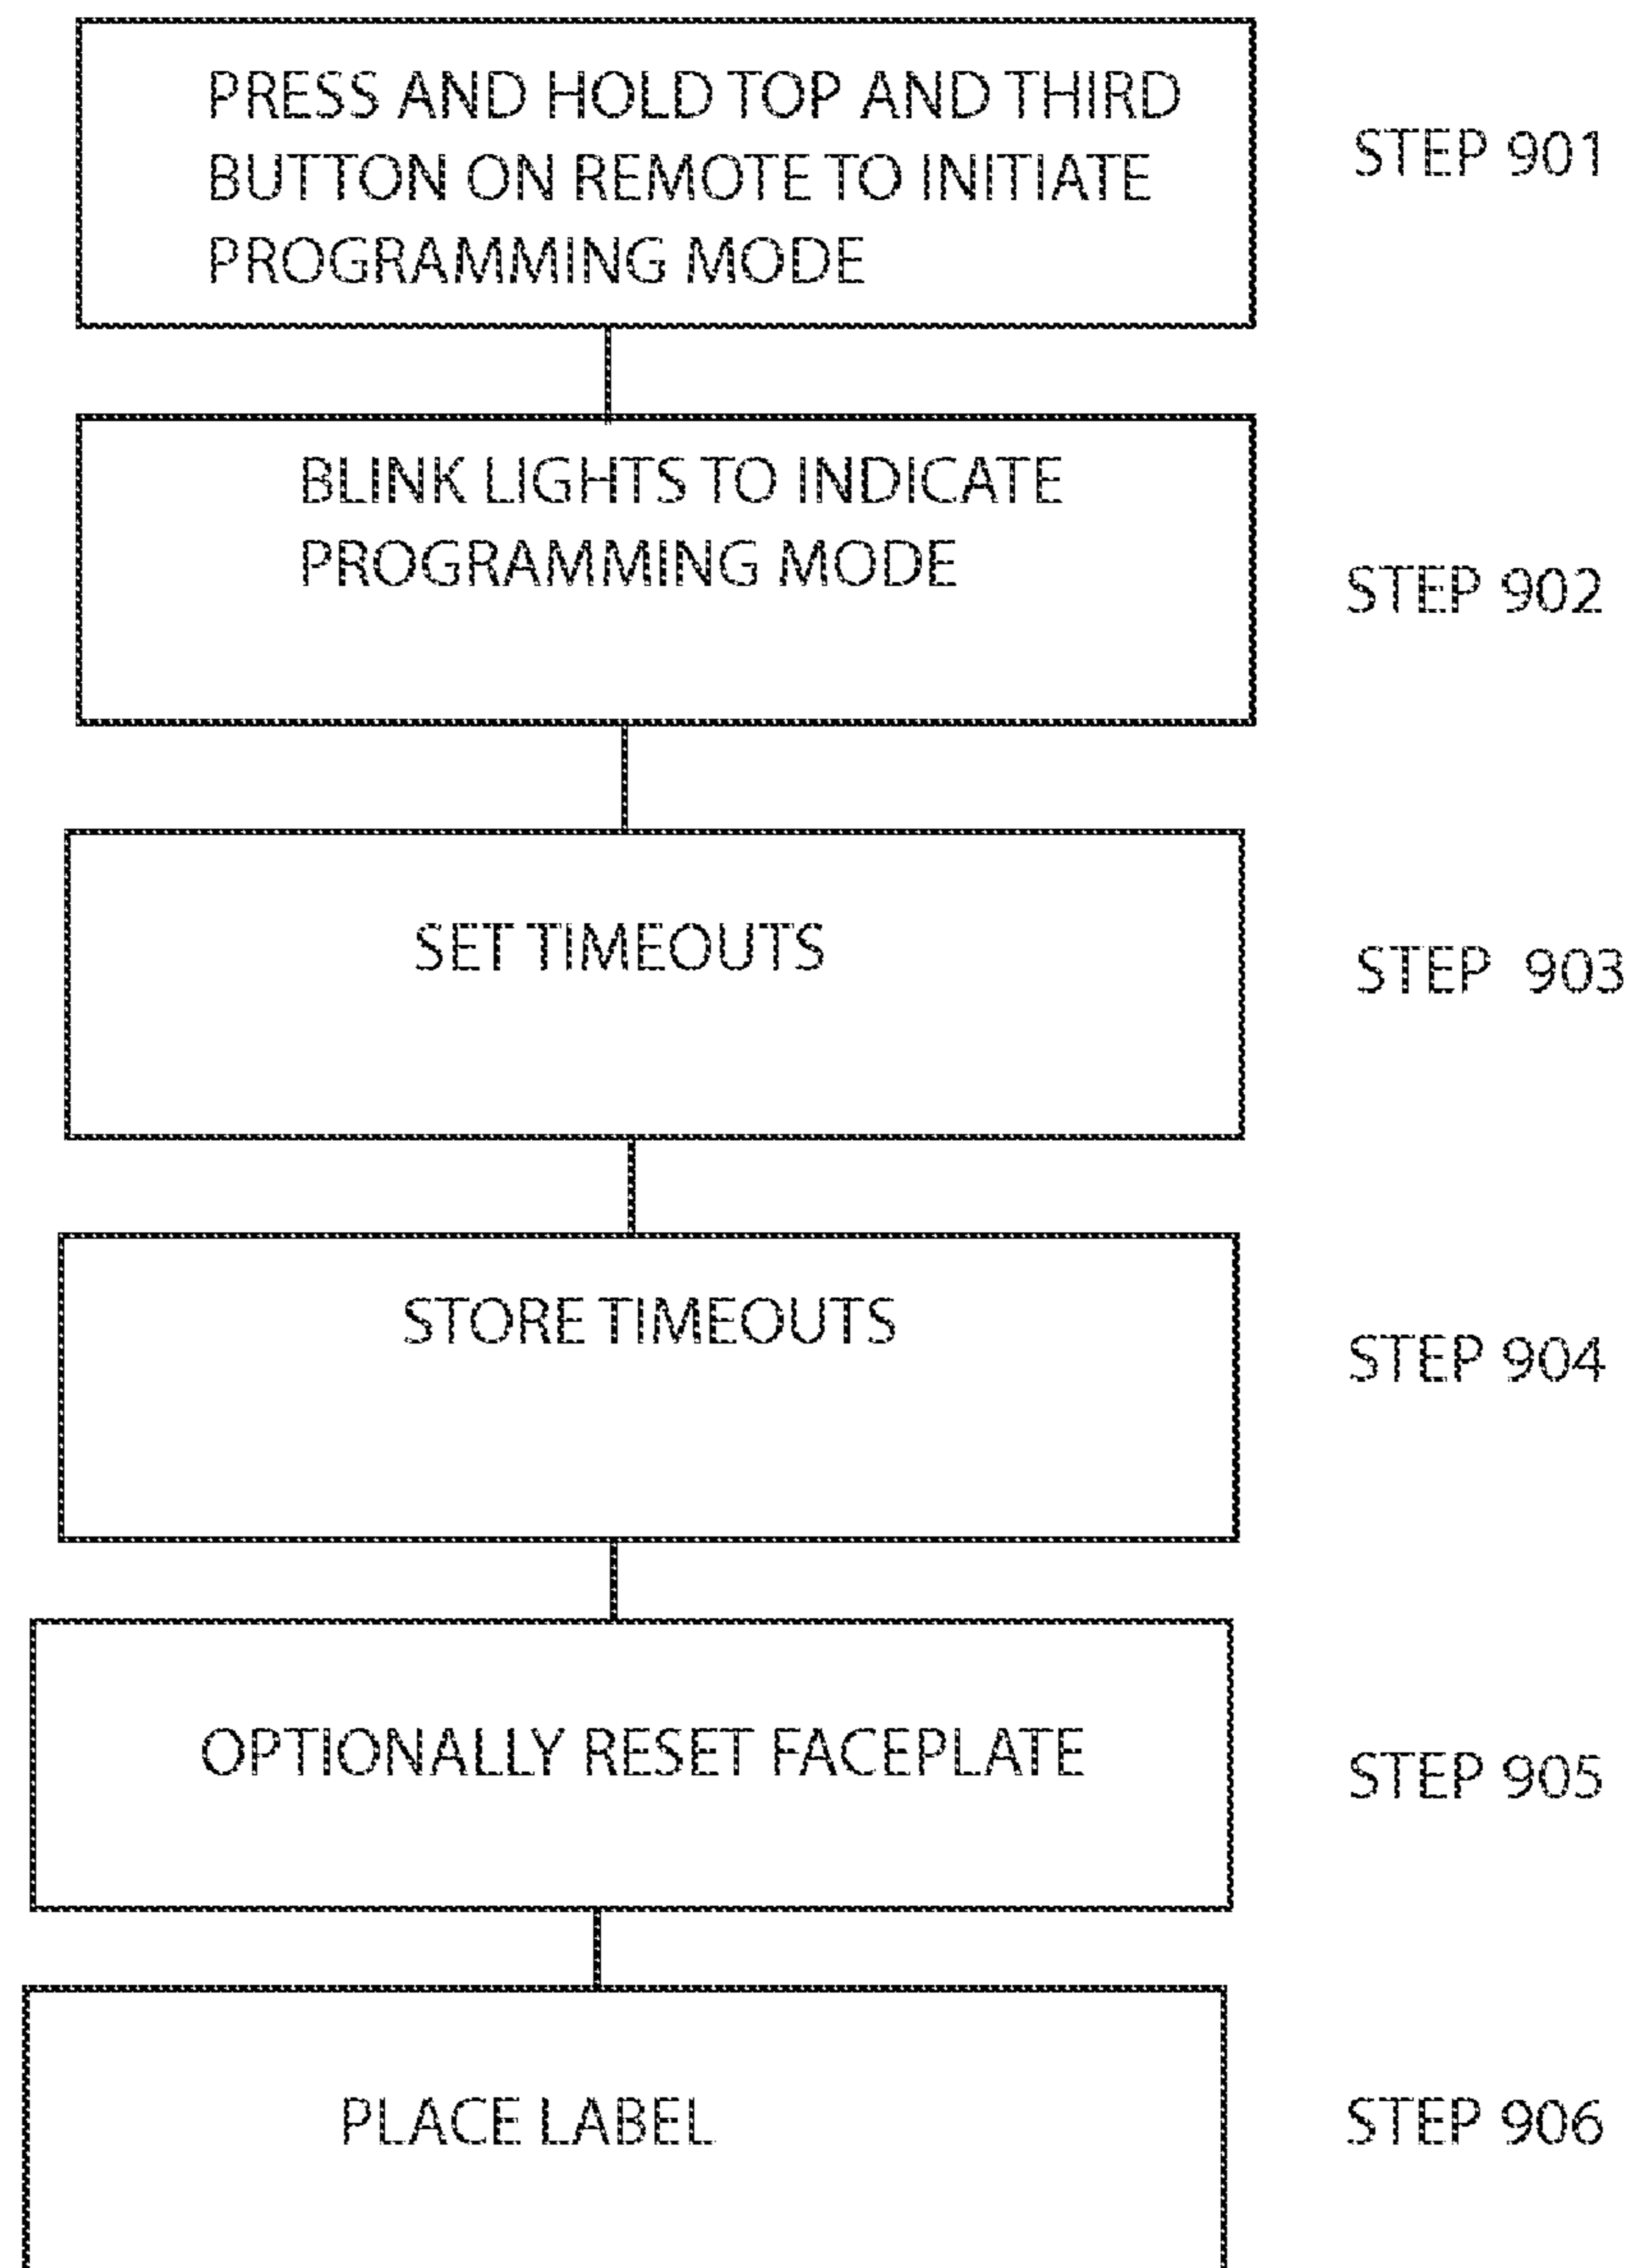 PRESS AND HOLD TOP AND THIRD
BUTTON ON REMOTE TO INITIATE
PROGRAMMING MODE
STEP 901
BLINK LIGHTS TO INDICATE
PROGRAMMING MODE
STEP 902
SET TIMEOUTS
STEP 903
STORE TIMEOUTS
STEP 904
OPTIONALLY RESET FACEPLATE
STEP 905
PLACE LABEL
STEP 906